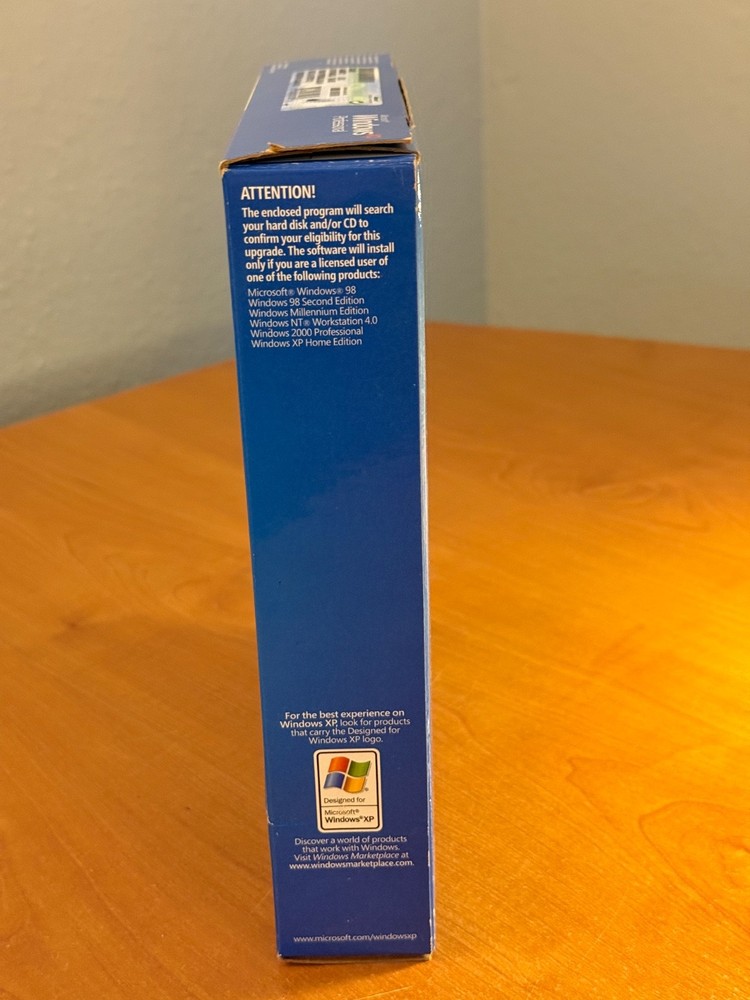 Microsoft
Windows xp
Professional
ATTENTION!
The enclosed program will search
your hard disk and/or CD to
confirm your eligibility for this
upgrade. The software will install
only if you are a licensed user of
one of the following products:
Microsoft® Windows® 98
Windows 98 Second Edition
Windows Millennium Edition
Windows NT® Workstation 4.0
Windows 2000 Professional
Windows XP Home Edition
For the best experience on
Windows XP, look for products
that carry the Designed for
Windows XP logo.
Designed for
Microsoft®
Windows®XP
Discover a world of products
that work with Windows.
Visit Windows Marketplace at
www.windowsmarketplace.com.
www.microsoft.com/windowsxp